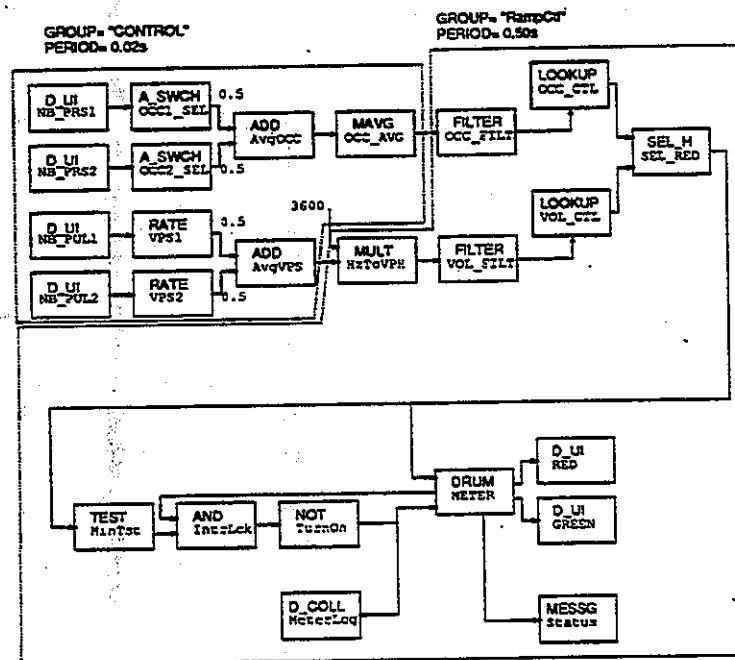 GROUP= "CONTROL"
PERIOD= 0.02s
GROUP= "RampCtl"
PERIOD= 0.50s
D_UI
NB_PRS1
A_SWCH
OCC1_SEL
0.5
ADD
AvgOCC
MAVG
OCC_AVG
FILTER
OCC_FILT
LOOKUP
OCC_CTL
SEL_H
SEL_RED
D_UI
NB_PRS2
A_SWCH
OCC2_SEL
0.5
D_UI
NB_PUL1
RATE
VPS1
0.5
ADD
AvgVPS
3600
MULT
HzToVPH
FILTER
VOL_FILT
LOOKUP
VOL_CTL
D_UI
NB_PUL2
RATE
VPS2
0.5
D_UI
RED
DRUM
METER
D_UI
GREEN
TEST
MinTst
AND
IntrLck
NOT
TurnOn
D_COLL
MeterLog
MESSG
Status